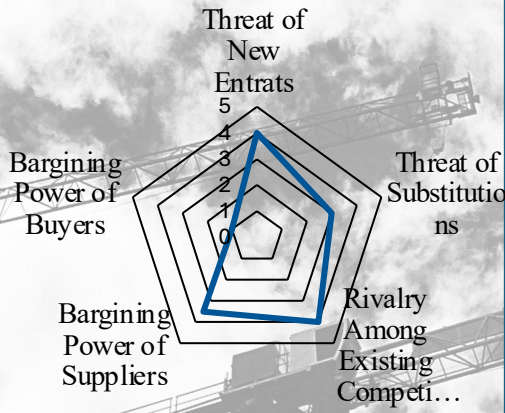 Threat of
New
Entrats
5
4
3
2
1
0
Threat of
Substitutio
ns
Rivalry
Among
Existing
Competi…
Bargining
Power of
Suppliers
Bargining
Power of
Buyers